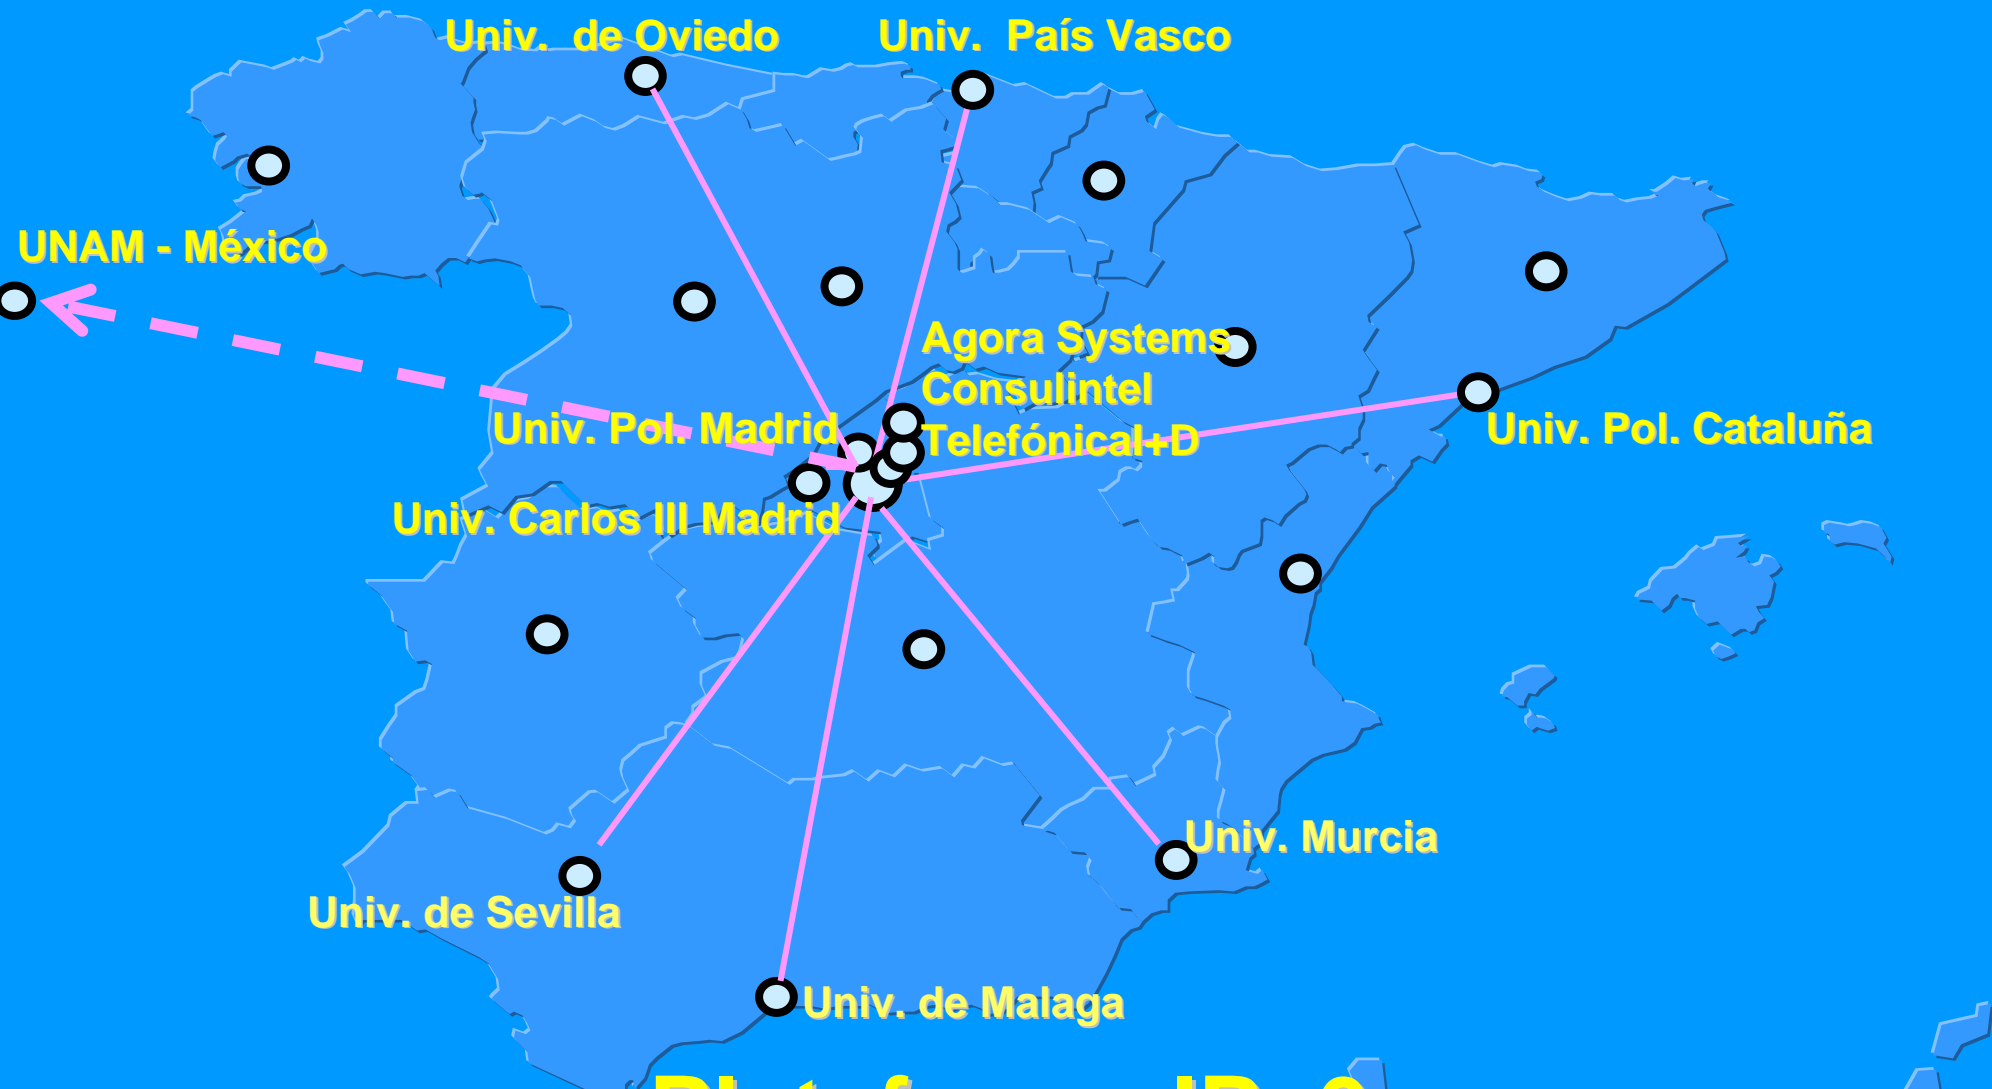 Univ. de Oviedo
Univ. País Vasco
UNAM - México
Agora Systems
Consulintel
TelefónicaI+D
Univ. Pol. Madrid
Univ. Pol. Cataluña
Univ. Carlos III Madrid
Univ. Murcia
Univ. de Sevilla
Univ. de Malaga